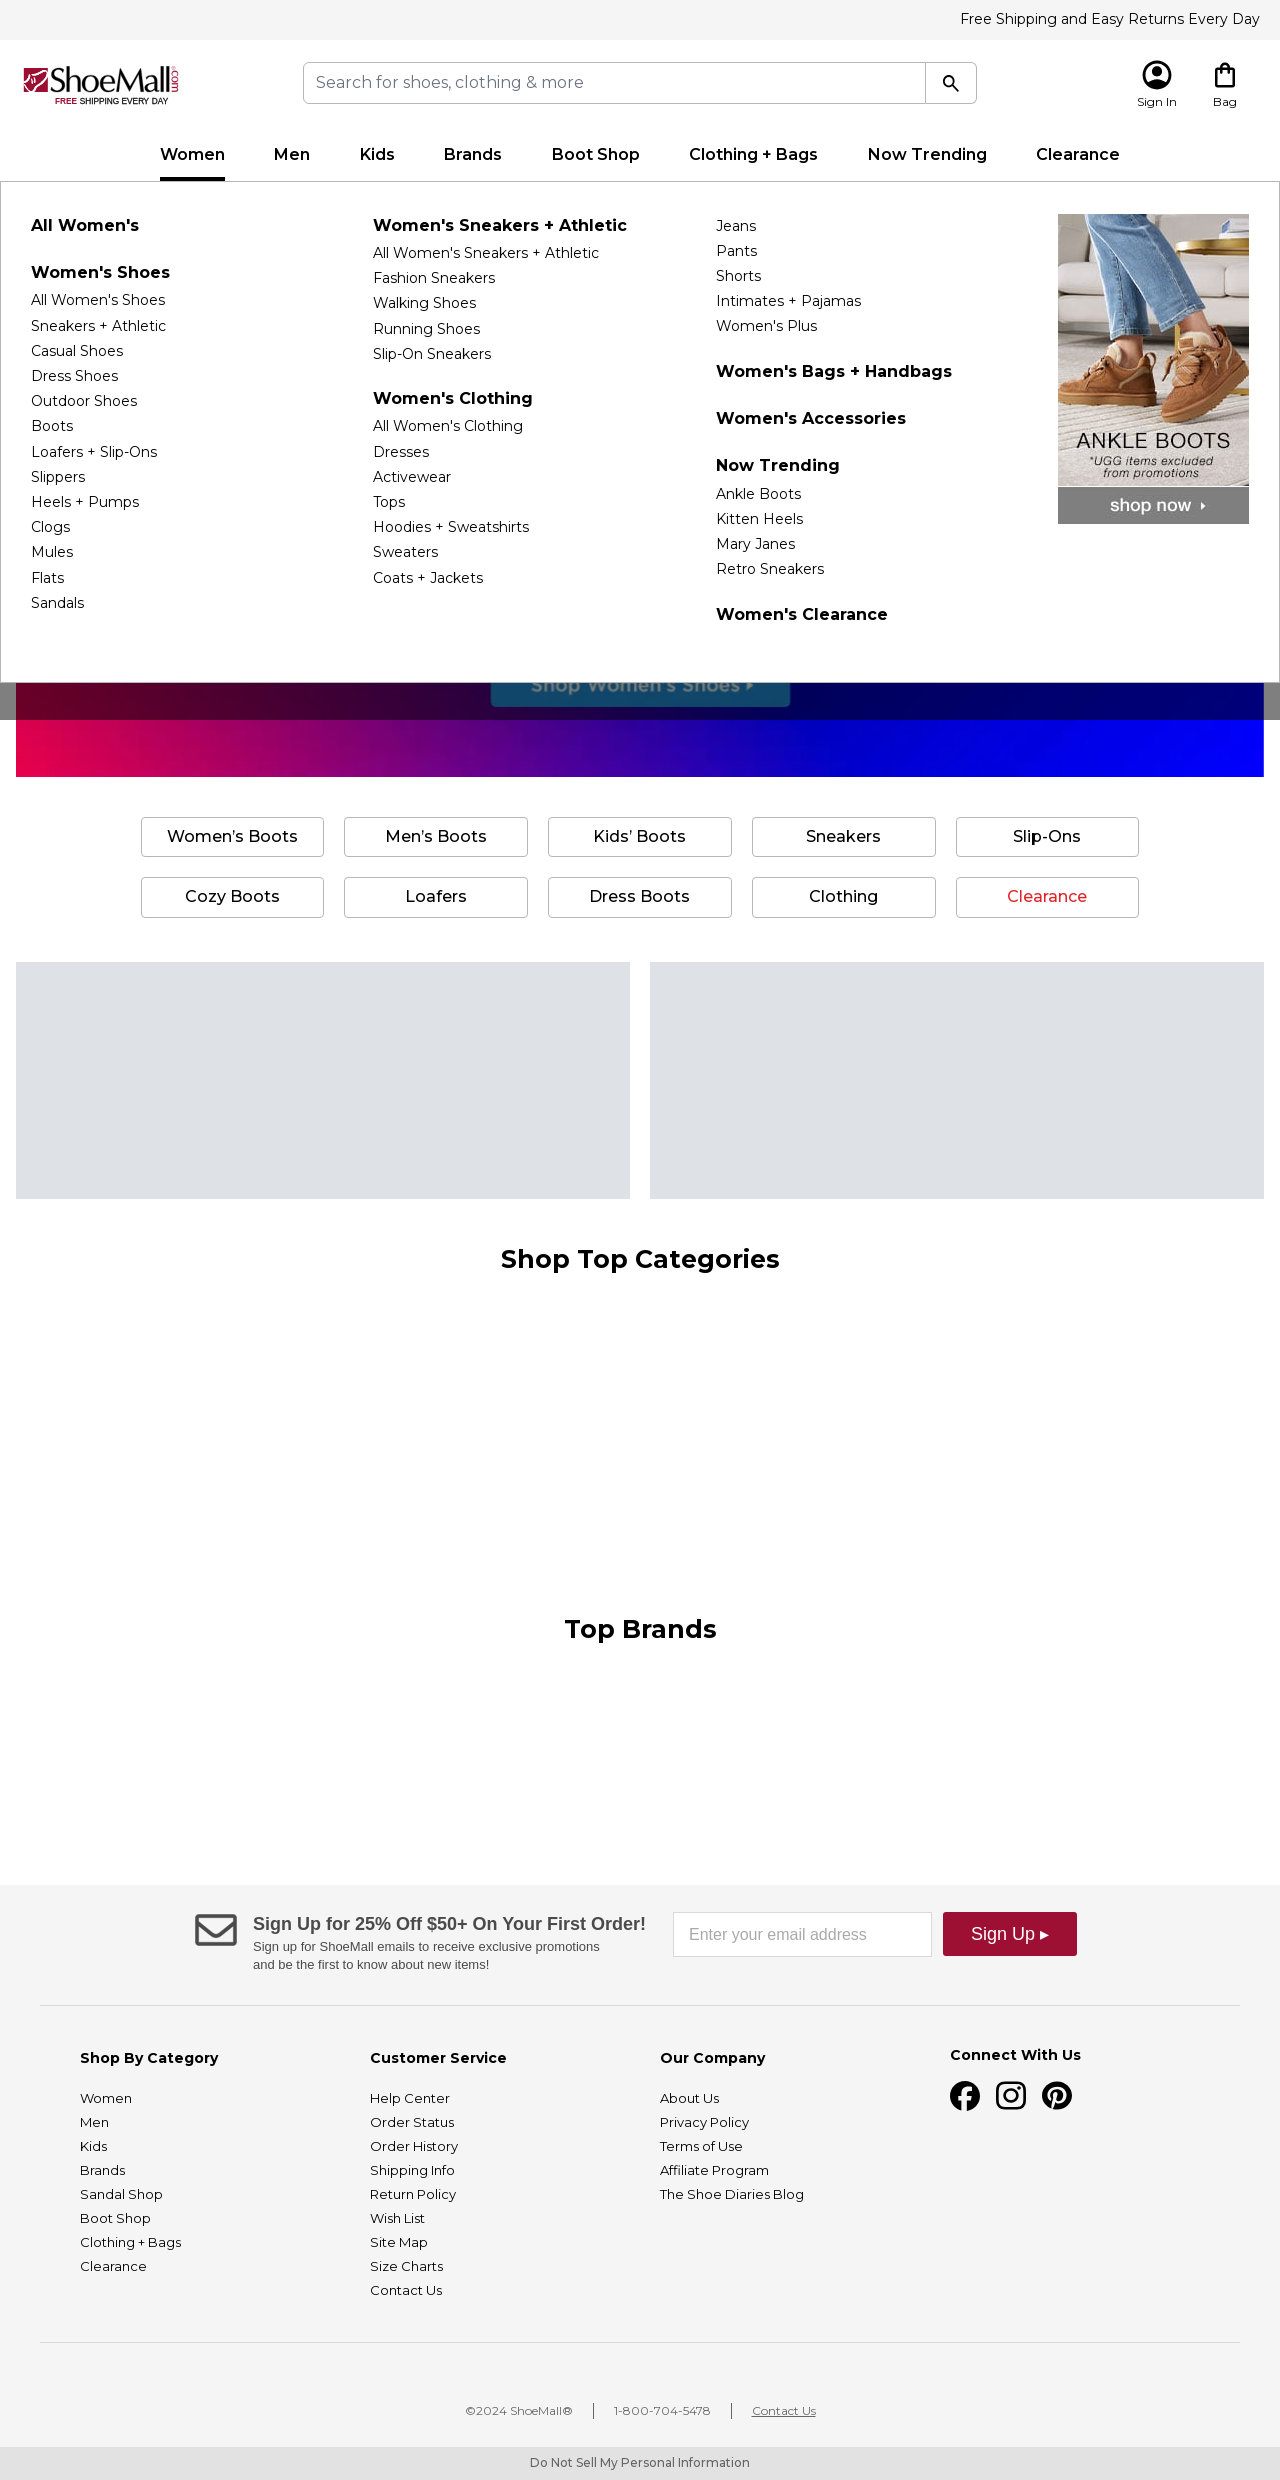 Free Shipping and Easy Returns Every Day
ShoeMall.com
FREE SHIPPING EVERY DAY
Search for shoes, clothing & more
Sign In
Bag
Women
Men
Kids
Brands
Boot Shop
Clothing + Bags
Now Trending
Clearance
All Women's
Women's Shoes
All Women's Shoes
Sneakers + Athletic
Casual Shoes
Dress Shoes
Outdoor Shoes
Boots
Loafers + Slip-Ons
Slippers
Heels + Pumps
Clogs
Mules
Flats
Sandals
Women's Sneakers + Athletic
All Women's Sneakers + Athletic
Fashion Sneakers
Walking Shoes
Running Shoes
Slip-On Sneakers
Women's Clothing
All Women's Clothing
Dresses
Activewear
Tops
Hoodies + Sweatshirts
Sweaters
Coats + Jackets
Jeans
Pants
Shorts
Intimates + Pajamas
Women's Plus
Women's Bags + Handbags
Women's Accessories
Now Trending
Ankle Boots
Kitten Heels
Mary Janes
Retro Sneakers
Women's Clearance
ANKLE BOOTS
*UGG items excluded
from promotions
shop now
Shop Women's Shoes
Women’s Boots
Men’s Boots
Kids’ Boots
Sneakers
Slip-Ons
Cozy Boots
Loafers
Dress Boots
Clothing
Clearance
Shop Top Categories
Top Brands
Sign Up for 25% Off $50+ On Your First Order!
Sign up for ShoeMall emails to receive exclusive promotions
and be the first to know about new items!
Enter your email address
Sign Up ▸
Shop By Category
Women
Men
Kids
Brands
Sandal Shop
Boot Shop
Clothing + Bags
Clearance
Customer Service
Help Center
Order Status
Order History
Shipping Info
Return Policy
Wish List
Site Map
Size Charts
Contact Us
Our Company
About Us
Privacy Policy
Terms of Use
Affiliate Program
The Shoe Diaries Blog
Connect With Us
©2024 ShoeMall®
1-800-704-5478
Contact Us
Do Not Sell My Personal Information